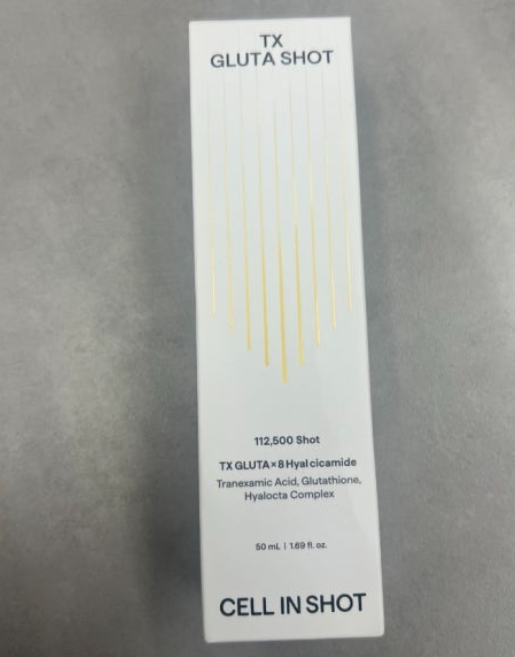 TX
GLUTA SHOT
112,500 Shot
TX GLUTA×8 Hyalcicamide
Tranexamic Acid, Glutathione,
Hyalocta Complex
50 mL | 1.69 fl. oz.
CELL IN SHOT